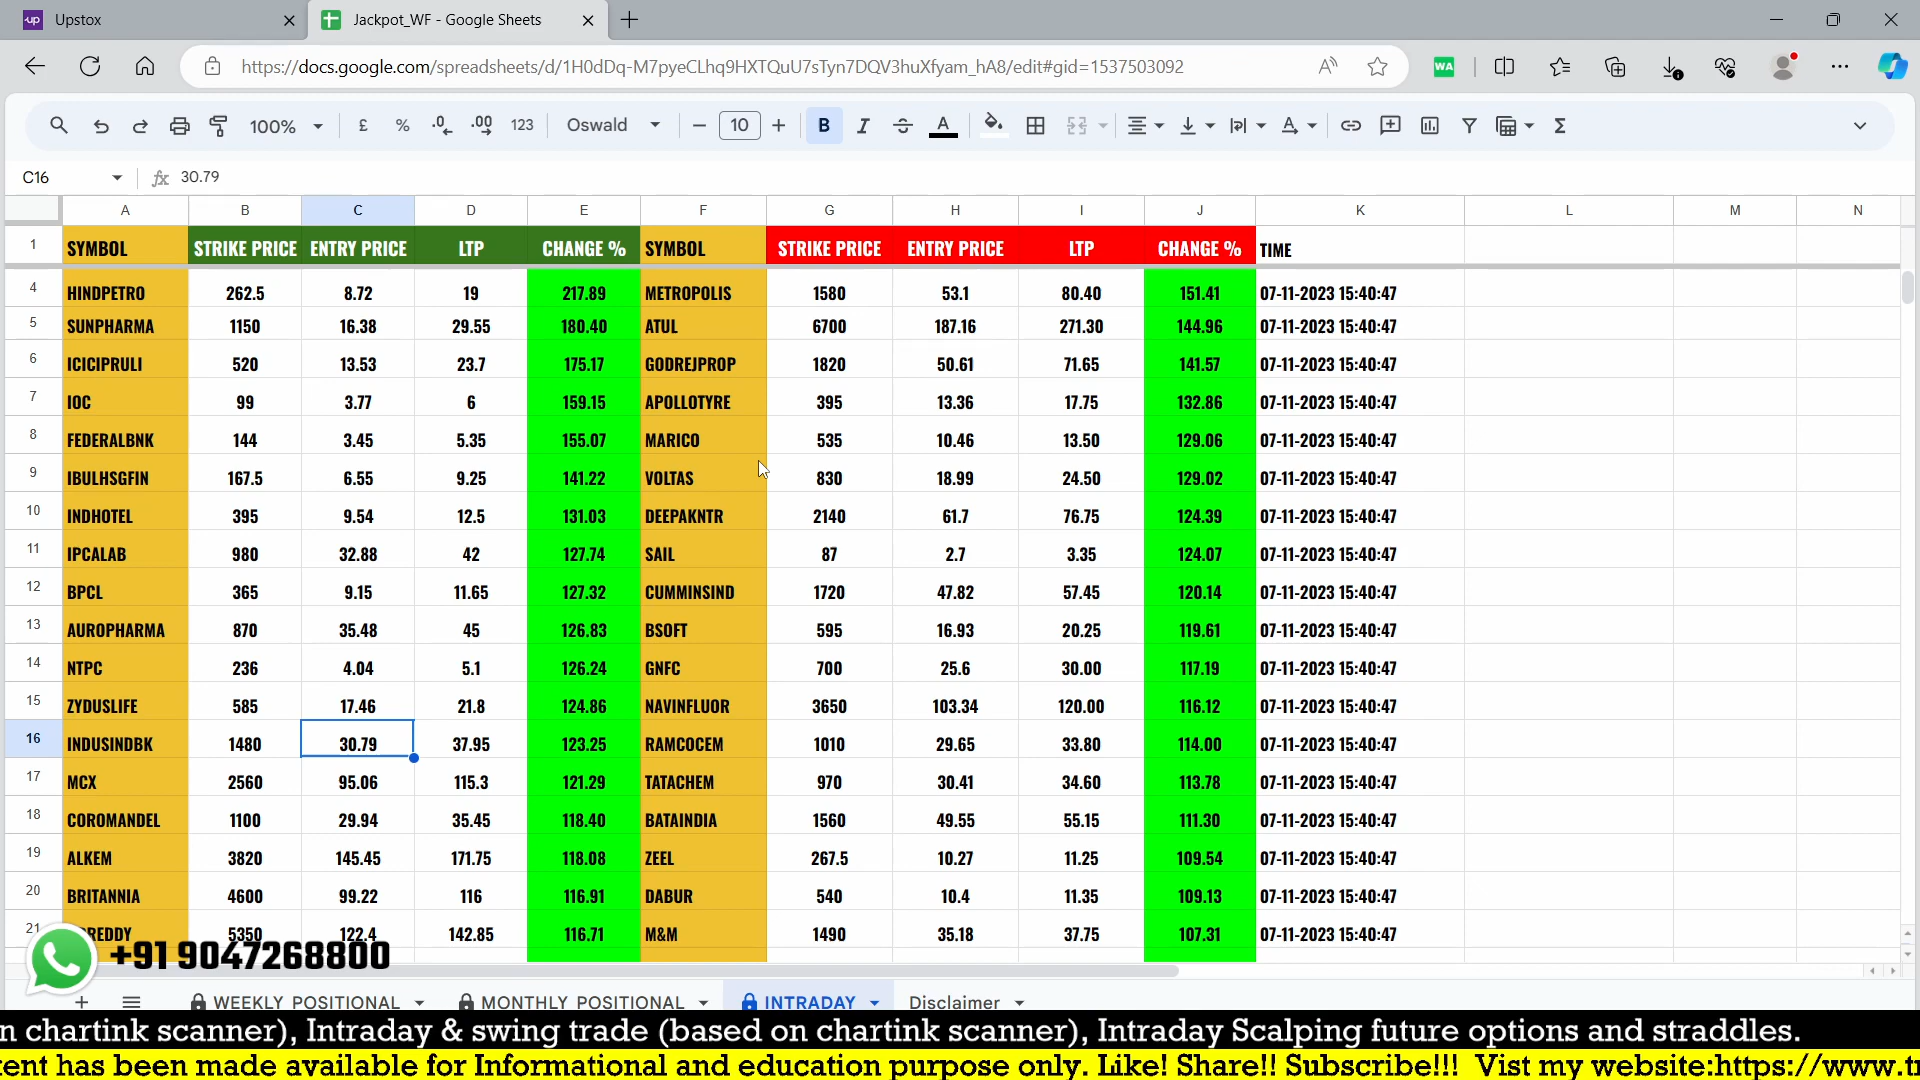 Upstox
Jackpot_WF - Google Sheets
https://docs.google.com/spreadsheets/d/1H0dDq-M7pyeCLhq9HXTQuU7sTyn7DQV3huXfyam_hA8/edit#gid=1537503092
100% £ % .0 .00 123 Oswald 10 B I A
C16 fx 30.79
A B C D E F G H I J K L M N
1 SYMBOL STRIKE PRICE ENTRY PRICE LTP CHANGE % SYMBOL STRIKE PRICE ENTRY PRICE LTP CHANGE % TIME
4 HINDPETRO 262.5 8.72 19 217.89 METROPOLIS 1580 53.1 80.40 151.41 07-11-2023 15:40:47
5 SUNPHARMA 1150 16.38 29.55 180.40 ATUL 6700 187.16 271.30 144.96 07-11-2023 15:40:47
6 ICICIPRULI 520 13.53 23.7 175.17 GODREJPROP 1820 50.61 71.65 141.57 07-11-2023 15:40:47
7 IOC 99 3.77 6 159.15 APOLLOTYRE 395 13.36 17.75 132.86 07-11-2023 15:40:47
8 FEDERALBNK 144 3.45 5.35 155.07 MARICO 535 10.46 13.50 129.06 07-11-2023 15:40:47
9 IBULHSGFIN 167.5 6.55 9.25 141.22 VOLTAS 830 18.99 24.50 129.02 07-11-2023 15:40:47
10 INDHOTEL 395 9.54 12.5 131.03 DEEPAKNTR 2140 61.7 76.75 124.39 07-11-2023 15:40:47
11 IPCALAB 980 32.88 42 127.74 SAIL 87 2.7 3.35 124.07 07-11-2023 15:40:47
12 BPCL 365 9.15 11.65 127.32 CUMMINSIND 1720 47.82 57.45 120.14 07-11-2023 15:40:47
13 AUROPHARMA 870 35.48 45 126.83 BSOFT 595 16.93 20.25 119.61 07-11-2023 15:40:47
14 NTPC 236 4.04 5.1 126.24 GNFC 700 25.6 30.00 117.19 07-11-2023 15:40:47
15 ZYDUSLIFE 585 17.46 21.8 124.86 NAVINFLUOR 3650 103.34 120.00 116.12 07-11-2023 15:40:47
16 INDUSINDBK 1480 30.79 37.95 123.25 RAMCOCEM 1010 29.65 33.80 114.00 07-11-2023 15:40:47
17 MCX 2560 95.06 115.3 121.29 TATACHEM 970 30.41 34.60 113.78 07-11-2023 15:40:47
18 COROMANDEL 1100 29.94 35.45 118.40 BATAINDIA 1560 49.55 55.15 111.30 07-11-2023 15:40:47
19 ALKEM 3820 145.45 171.75 118.08 ZEEL 267.5 10.27 11.25 109.54 07-11-2023 15:40:47
20 BRITANNIA 4600 99.22 116 116.91 DABUR 540 10.4 11.35 109.13 07-11-2023 15:40:47
21 REDDY 5350 122.4 142.85 116.71 M&M 1490 35.18 37.75 107.31 07-11-2023 15:40:47
+91 9047268800
WEEKLY POSITIONAL MONTHLY POSITIONAL INTRADAY Disclaimer
n chartink scanner), Intraday & swing trade (based on chartink scanner), Intraday Scalping future options and straddles.
tent has been made available for Informational and education purpose only. Like! Share!! Subscribe!!! Vist my website:https://www.t